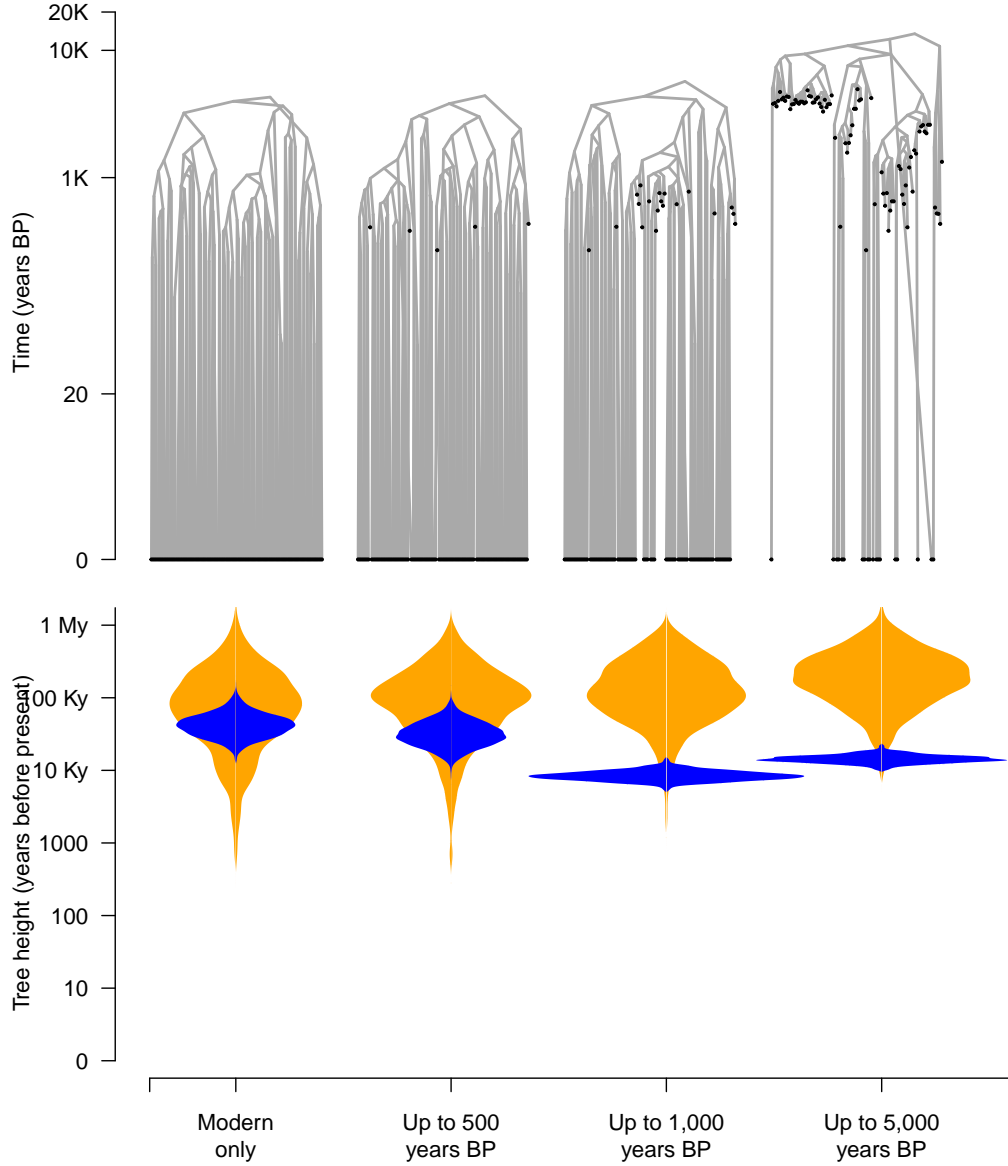 20K
10K
1K
20
0
Time (years BP)
1 My
100 Ky
10 Ky
1000
100
10
0
Tree height (years before present)
Modern
only
Up to 500
years BP
Up to 1,000
years BP
Up to 5,000
years BP